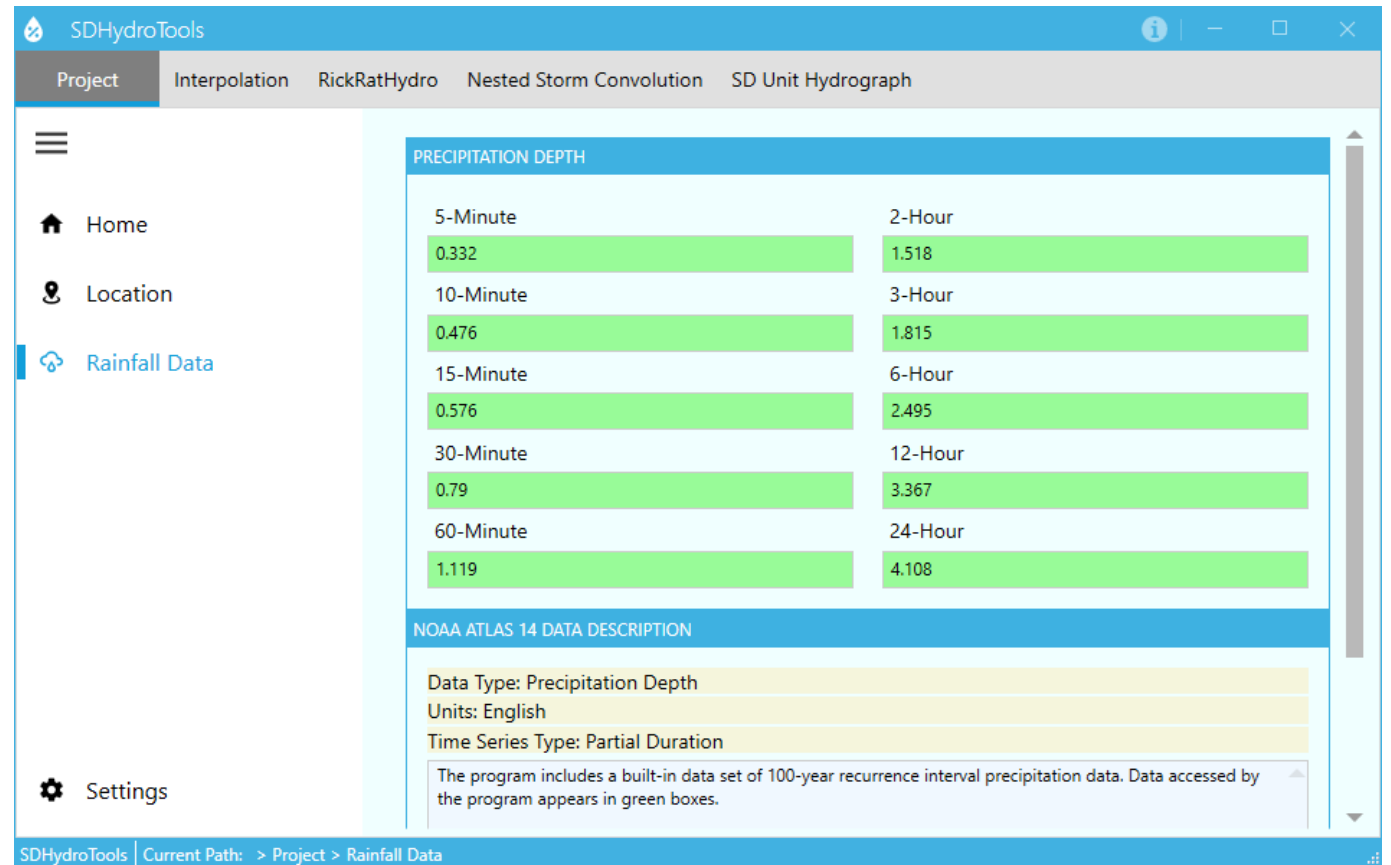 SDHydroTools
Project Interpolation RickRatHydro Nested Storm Convolution SD Unit Hydrograph
Home
Location
Rainfall Data
Settings
PRECIPITATION DEPTH
5-Minute 2-Hour
0.332 1.518
10-Minute 3-Hour
0.476 1.815
15-Minute 6-Hour
0.576 2.495
30-Minute 12-Hour
0.79 3.367
60-Minute 24-Hour
1.119 4.108
NOAA ATLAS 14 DATA DESCRIPTION
Data Type: Precipitation Depth
Units: English
Time Series Type: Partial Duration
The program includes a built-in data set of 100-year recurrence interval precipitation data. Data accessed by
the program appears in green boxes.
SDHydroTools Current Path: > Project > Rainfall Data